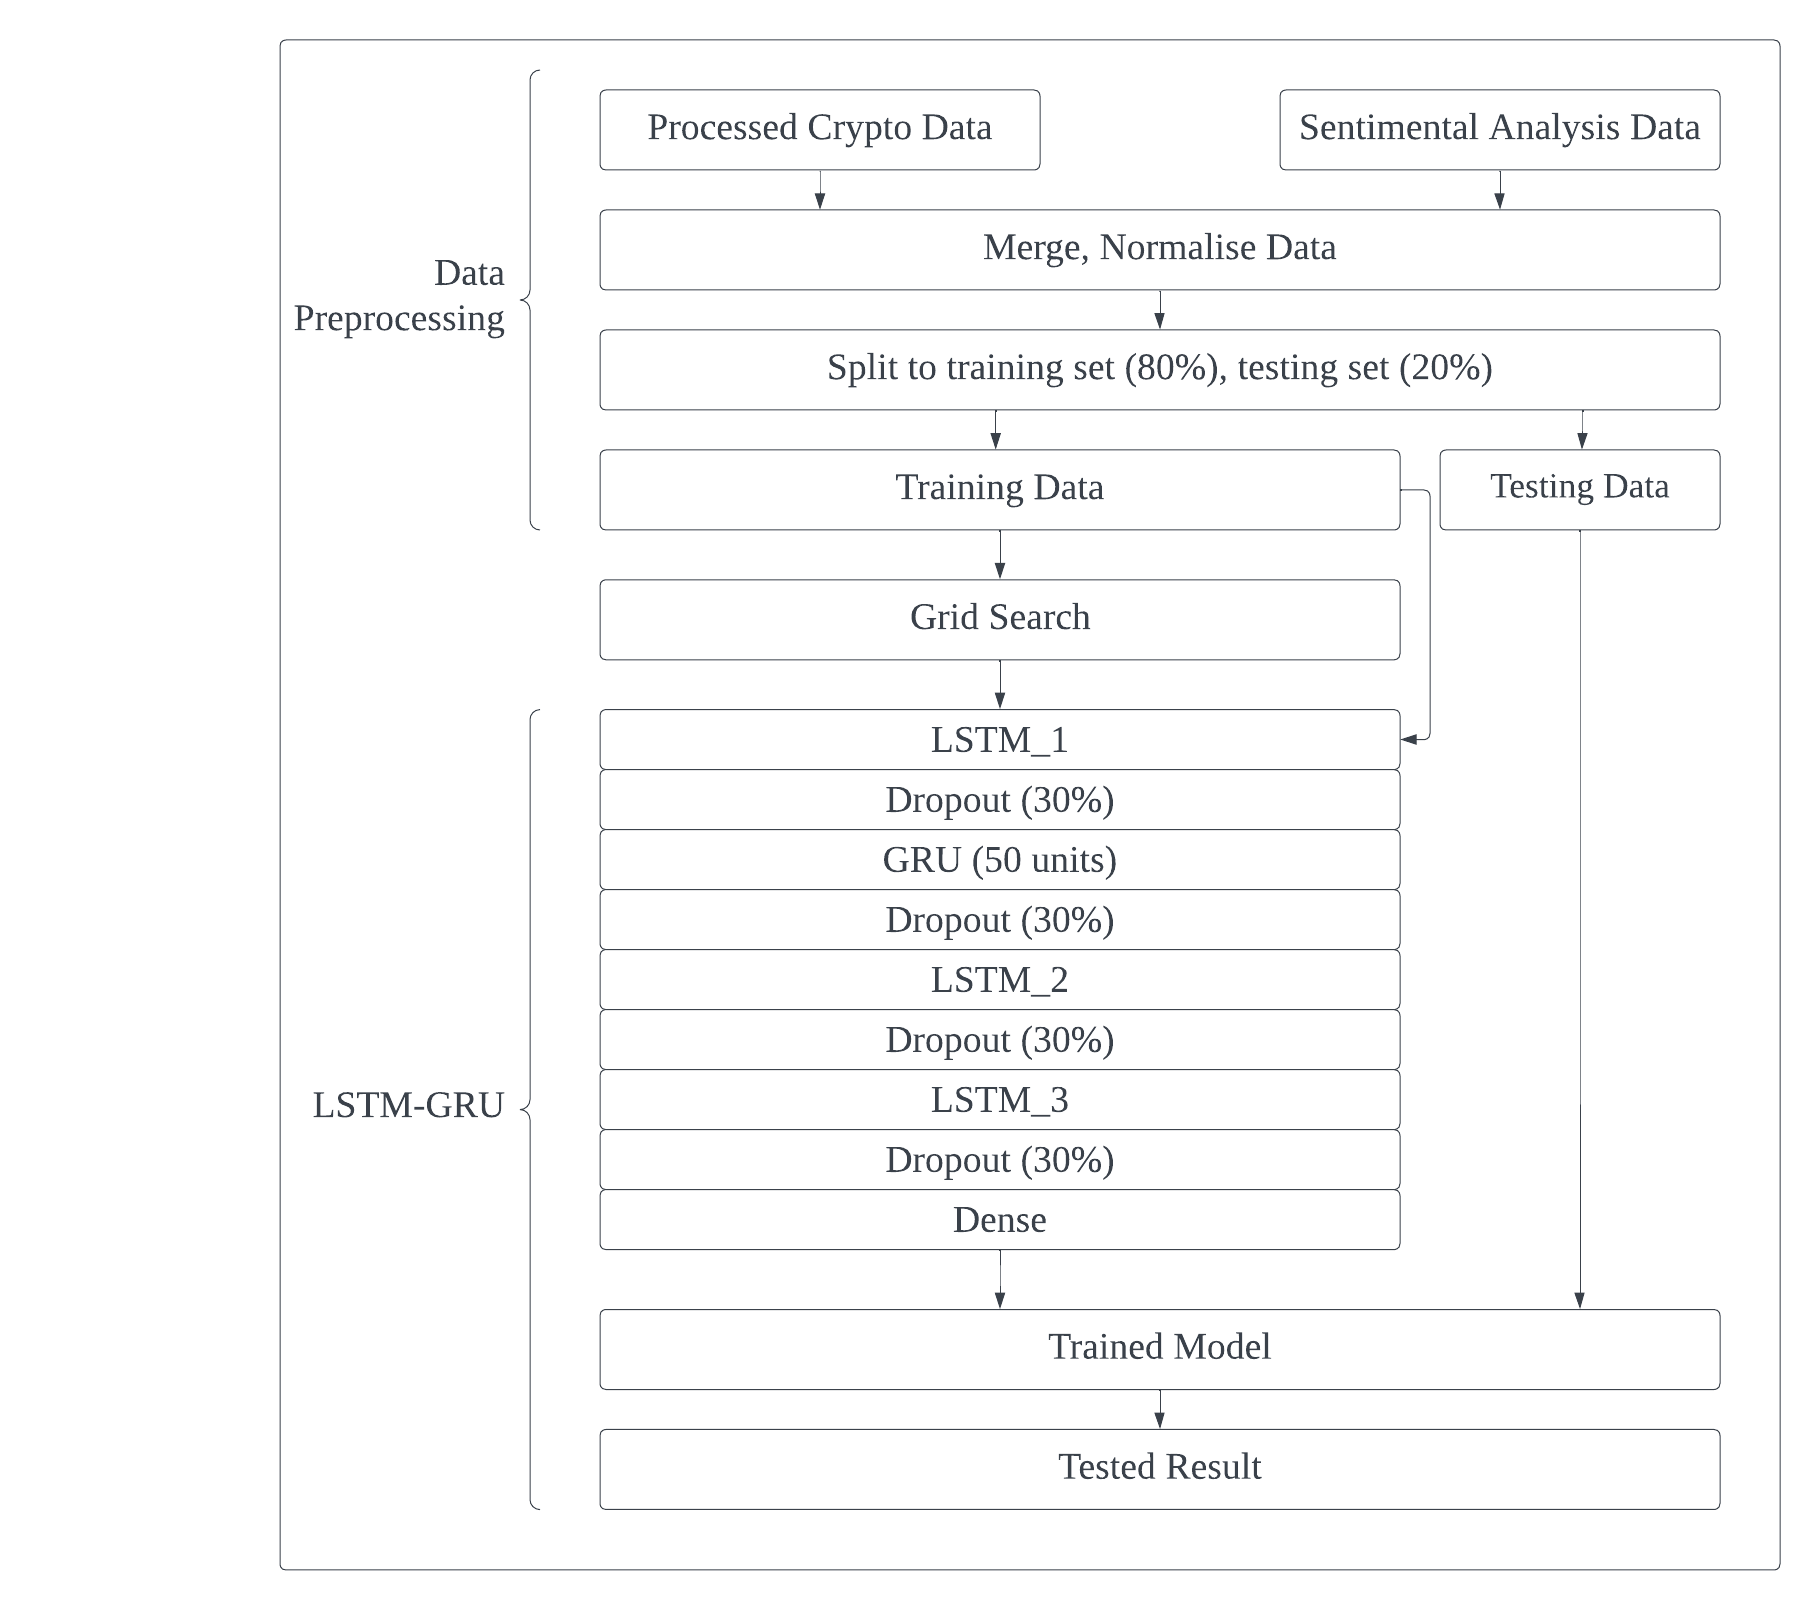 Processed Crypto Data
Sentimental Analysis Data
Merge, Normalise Data
Data
Preprocessing
Split to training set (80%), testing set (20%)
Training Data
Testing Data
Grid Search
LSTM_1
Dropout (30%)
GRU (50 units)
Dropout (30%)
LSTM_2
Dropout (30%)
LSTM_3
LSTM-GRU
Dropout (30%)
Dense
Trained Model
Tested Result